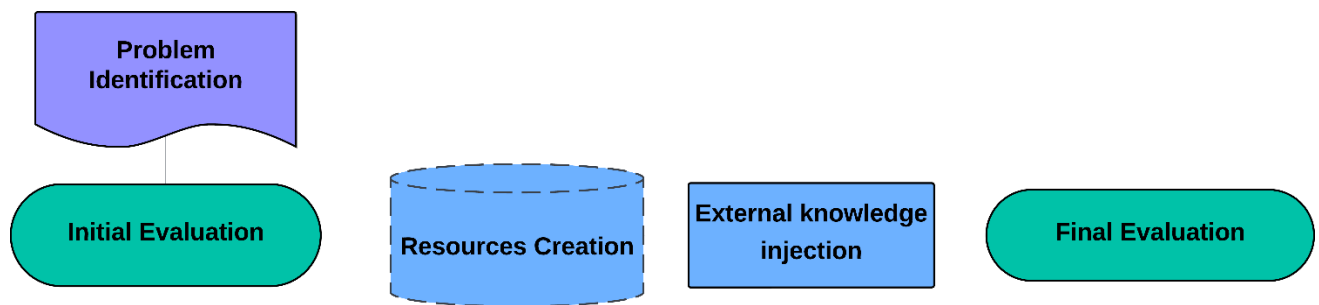 Problem
Identification
Initial Evaluation
Resources Creation
External knowledge
injection
Final Evaluation